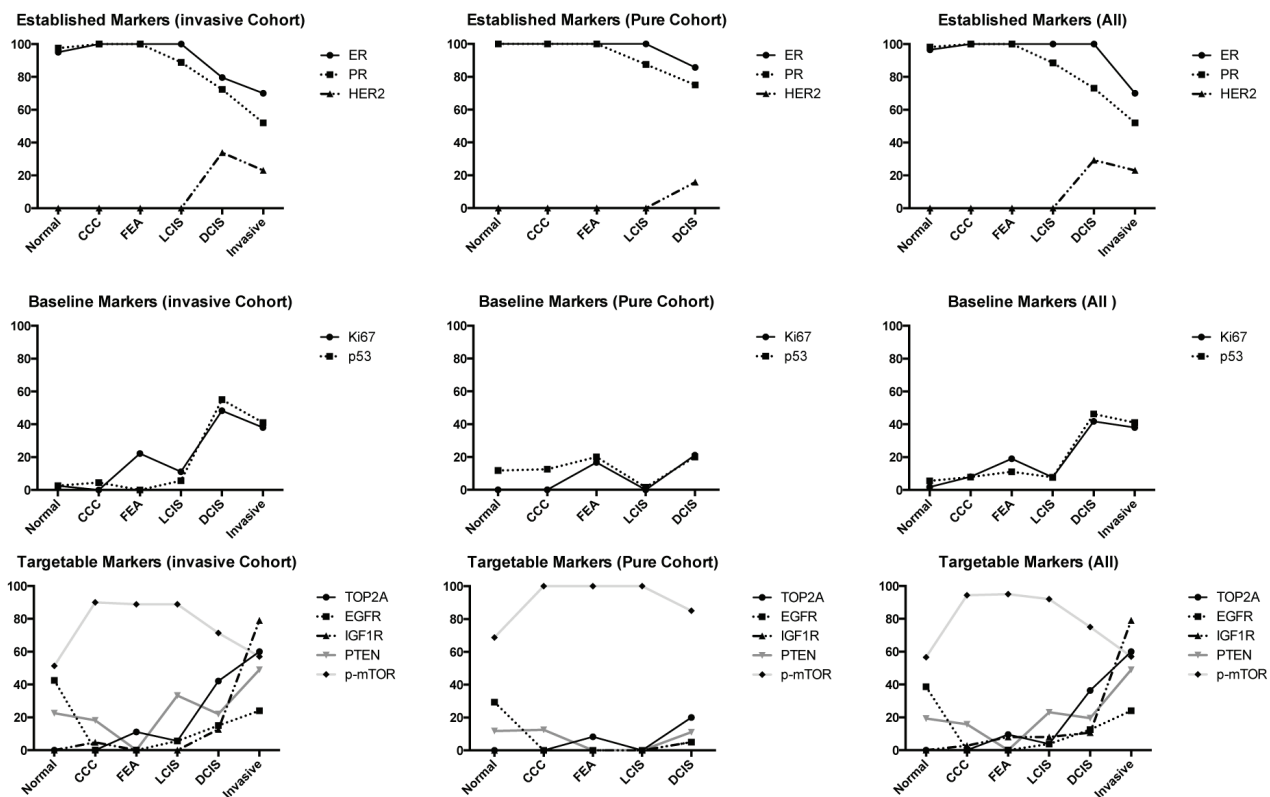 Established Markers (invasive Cohort)
100
80
60
40
20
0
Normal
CCC
FEA
LCIS
DCIS
Invasive
ER
PR
HER2
Established Markers (Pure Cohort)
100
80
60
40
20
0
Normal
CCC
FEA
LCIS
DCIS
ER
PR
HER2
Established Markers (All)
100
80
60
40
20
0
Normal
CCC
FEA
LCIS
DCIS
Invasive
ER
PR
HER2
Baseline Markers (invasive Cohort)
100
80
60
40
20
0
Normal
CCC
FEA
LCIS
DCIS
Invasive
Ki67
p53
Baseline Markers (Pure Cohort)
100
80
60
40
20
0
Normal
CCC
FEA
LCIS
DCIS
Ki67
p53
Baseline Markers (All )
100
80
60
40
20
0
Normal
CCC
FEA
LCIS
DCIS
Invasive
Ki67
p53
Targetable Markers (invasive Cohort)
100
80
60
40
20
0
Normal
CCC
FEA
LCIS
DCIS
Invasive
TOP2A
EGFR
IGF1R
PTEN
p-mTOR
Targetable Markers (Pure Cohort)
100
80
60
40
20
0
Normal
CCC
FEA
LCIS
DCIS
TOP2A
EGFR
IGF1R
PTEN
p-mTOR
Targetable Markers (All)
100
80
60
40
20
0
Normal
CCC
FEA
LCIS
DCIS
Invasive
TOP2A
EGFR
IGF1R
PTEN
p-mTOR